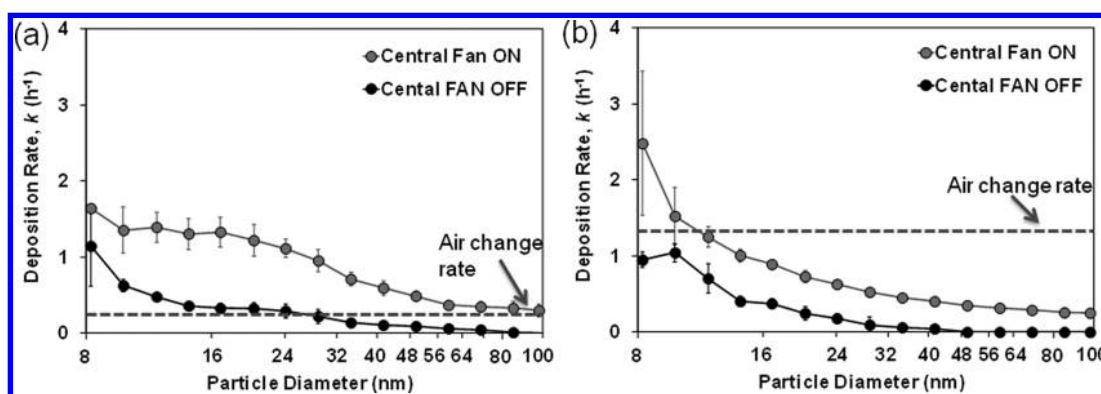 (a)
Central Fan ON
Cental FAN OFF
Deposition Rate, k (h-1)
4
3
2
1
0
Air change
rate
8 16 24 32 40 48 56 64 80 100
Particle Diameter (nm)
(b)
Central Fan ON
Cental FAN OFF
Deposition Rate, k (h-1)
4
3
2
1
0
Air change rate
8 16 24 32 40 48 56 64 80 100
Particle Diameter (nm)